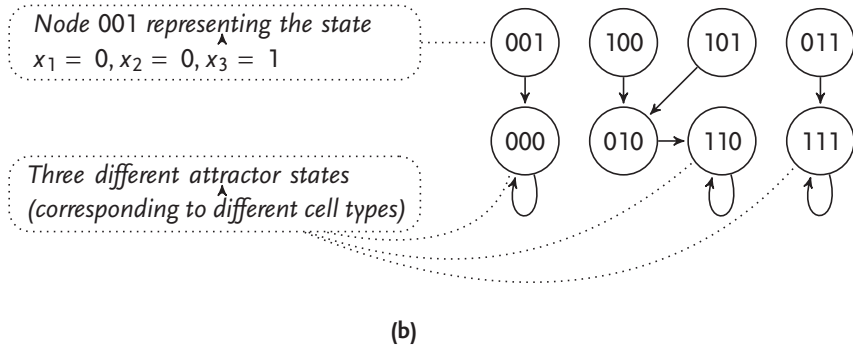 Node 001 representing the state
x1 = 0, x2 = 0, x3 = 1
001 100 101 011
000 010 110 111
Three different attractor states
(corresponding to different cell types)
(b)